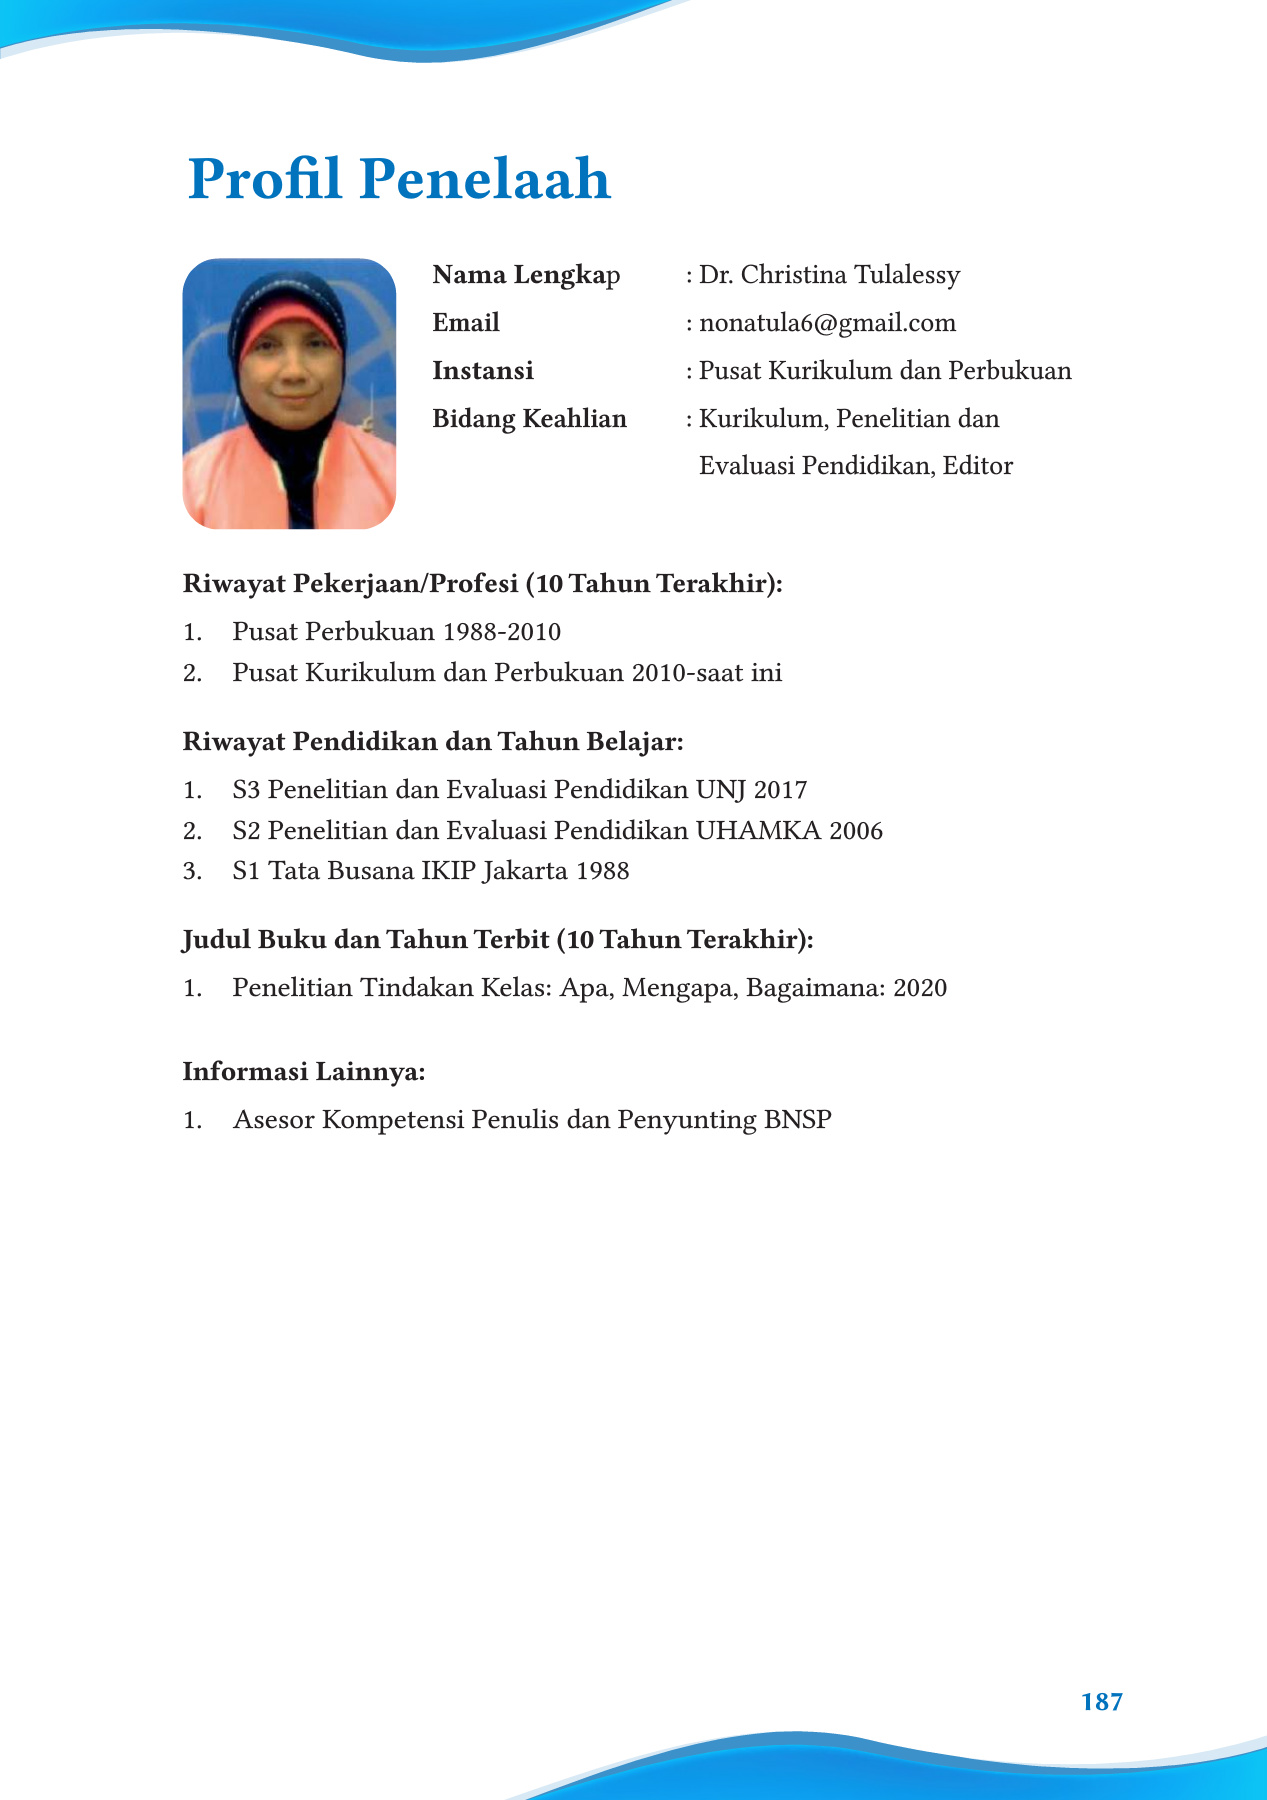 Profil Penelaah
Nama Lengkap : Dr. Christina Tulalessy
Email : nonatula6@gmail.com
Instansi : Pusat Kurikulum dan Perbukuan
Bidang Keahlian : Kurikulum, Penelitian dan
Evaluasi Pendidikan, Editor
Riwayat Pekerjaan/Profesi (10 Tahun Terakhir):
1. Pusat Perbukuan 1988-2010
2. Pusat Kurikulum dan Perbukuan 2010-saat ini
Riwayat Pendidikan dan Tahun Belajar:
1. S3 Penelitian dan Evaluasi Pendidikan UNJ 2017
2. S2 Penelitian dan Evaluasi Pendidikan UHAMKA 2006
3. S1 Tata Busana IKIP Jakarta 1988
Judul Buku dan Tahun Terbit (10 Tahun Terakhir):
1. Penelitian Tindakan Kelas: Apa, Mengapa, Bagaimana: 2020
Informasi Lainnya:
1. Asesor Kompetensi Penulis dan Penyunting BNSP
187